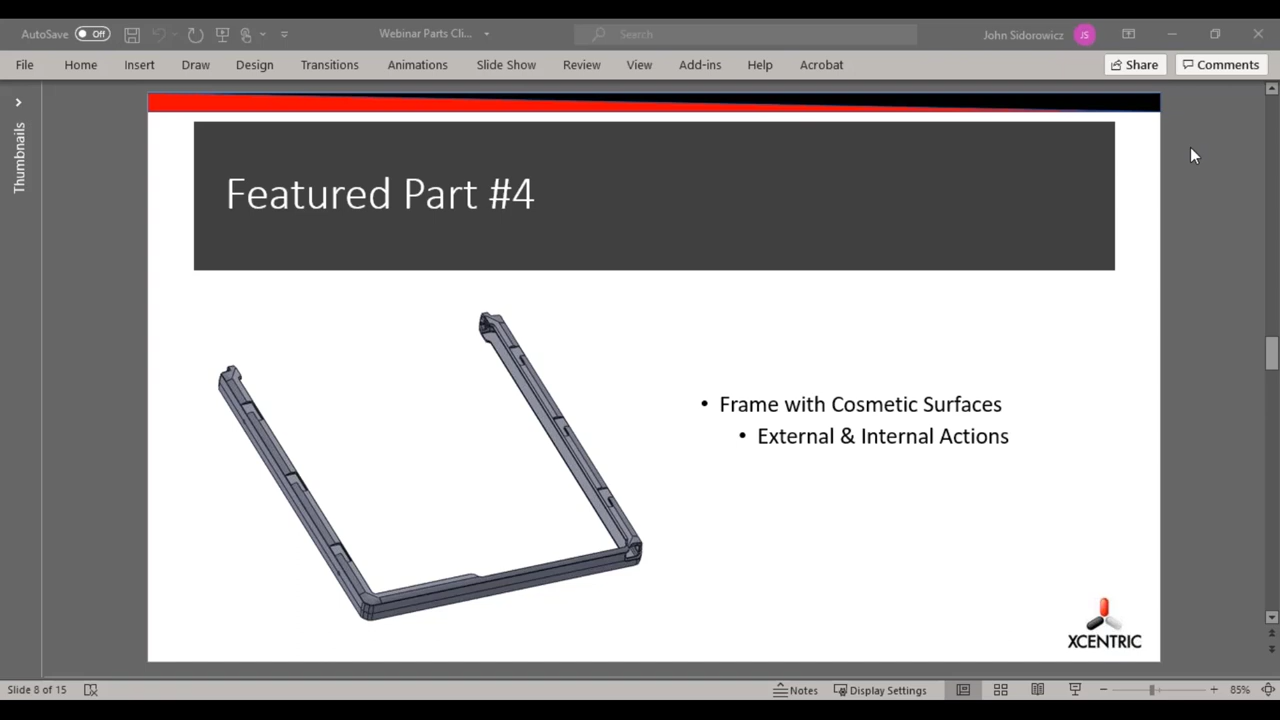 AutoSave Off Webinar Parts Cli... Search John Sidorowicz JS
File Home Insert Draw Design Transitions Animations Slide Show Review View Add-ins Help Acrobat Share Comments
Thumbnails
Featured Part #4
• Frame with Cosmetic Surfaces
• External & Internal Actions
XCENTRIC
Slide 8 of 15 Notes Display Settings 85%